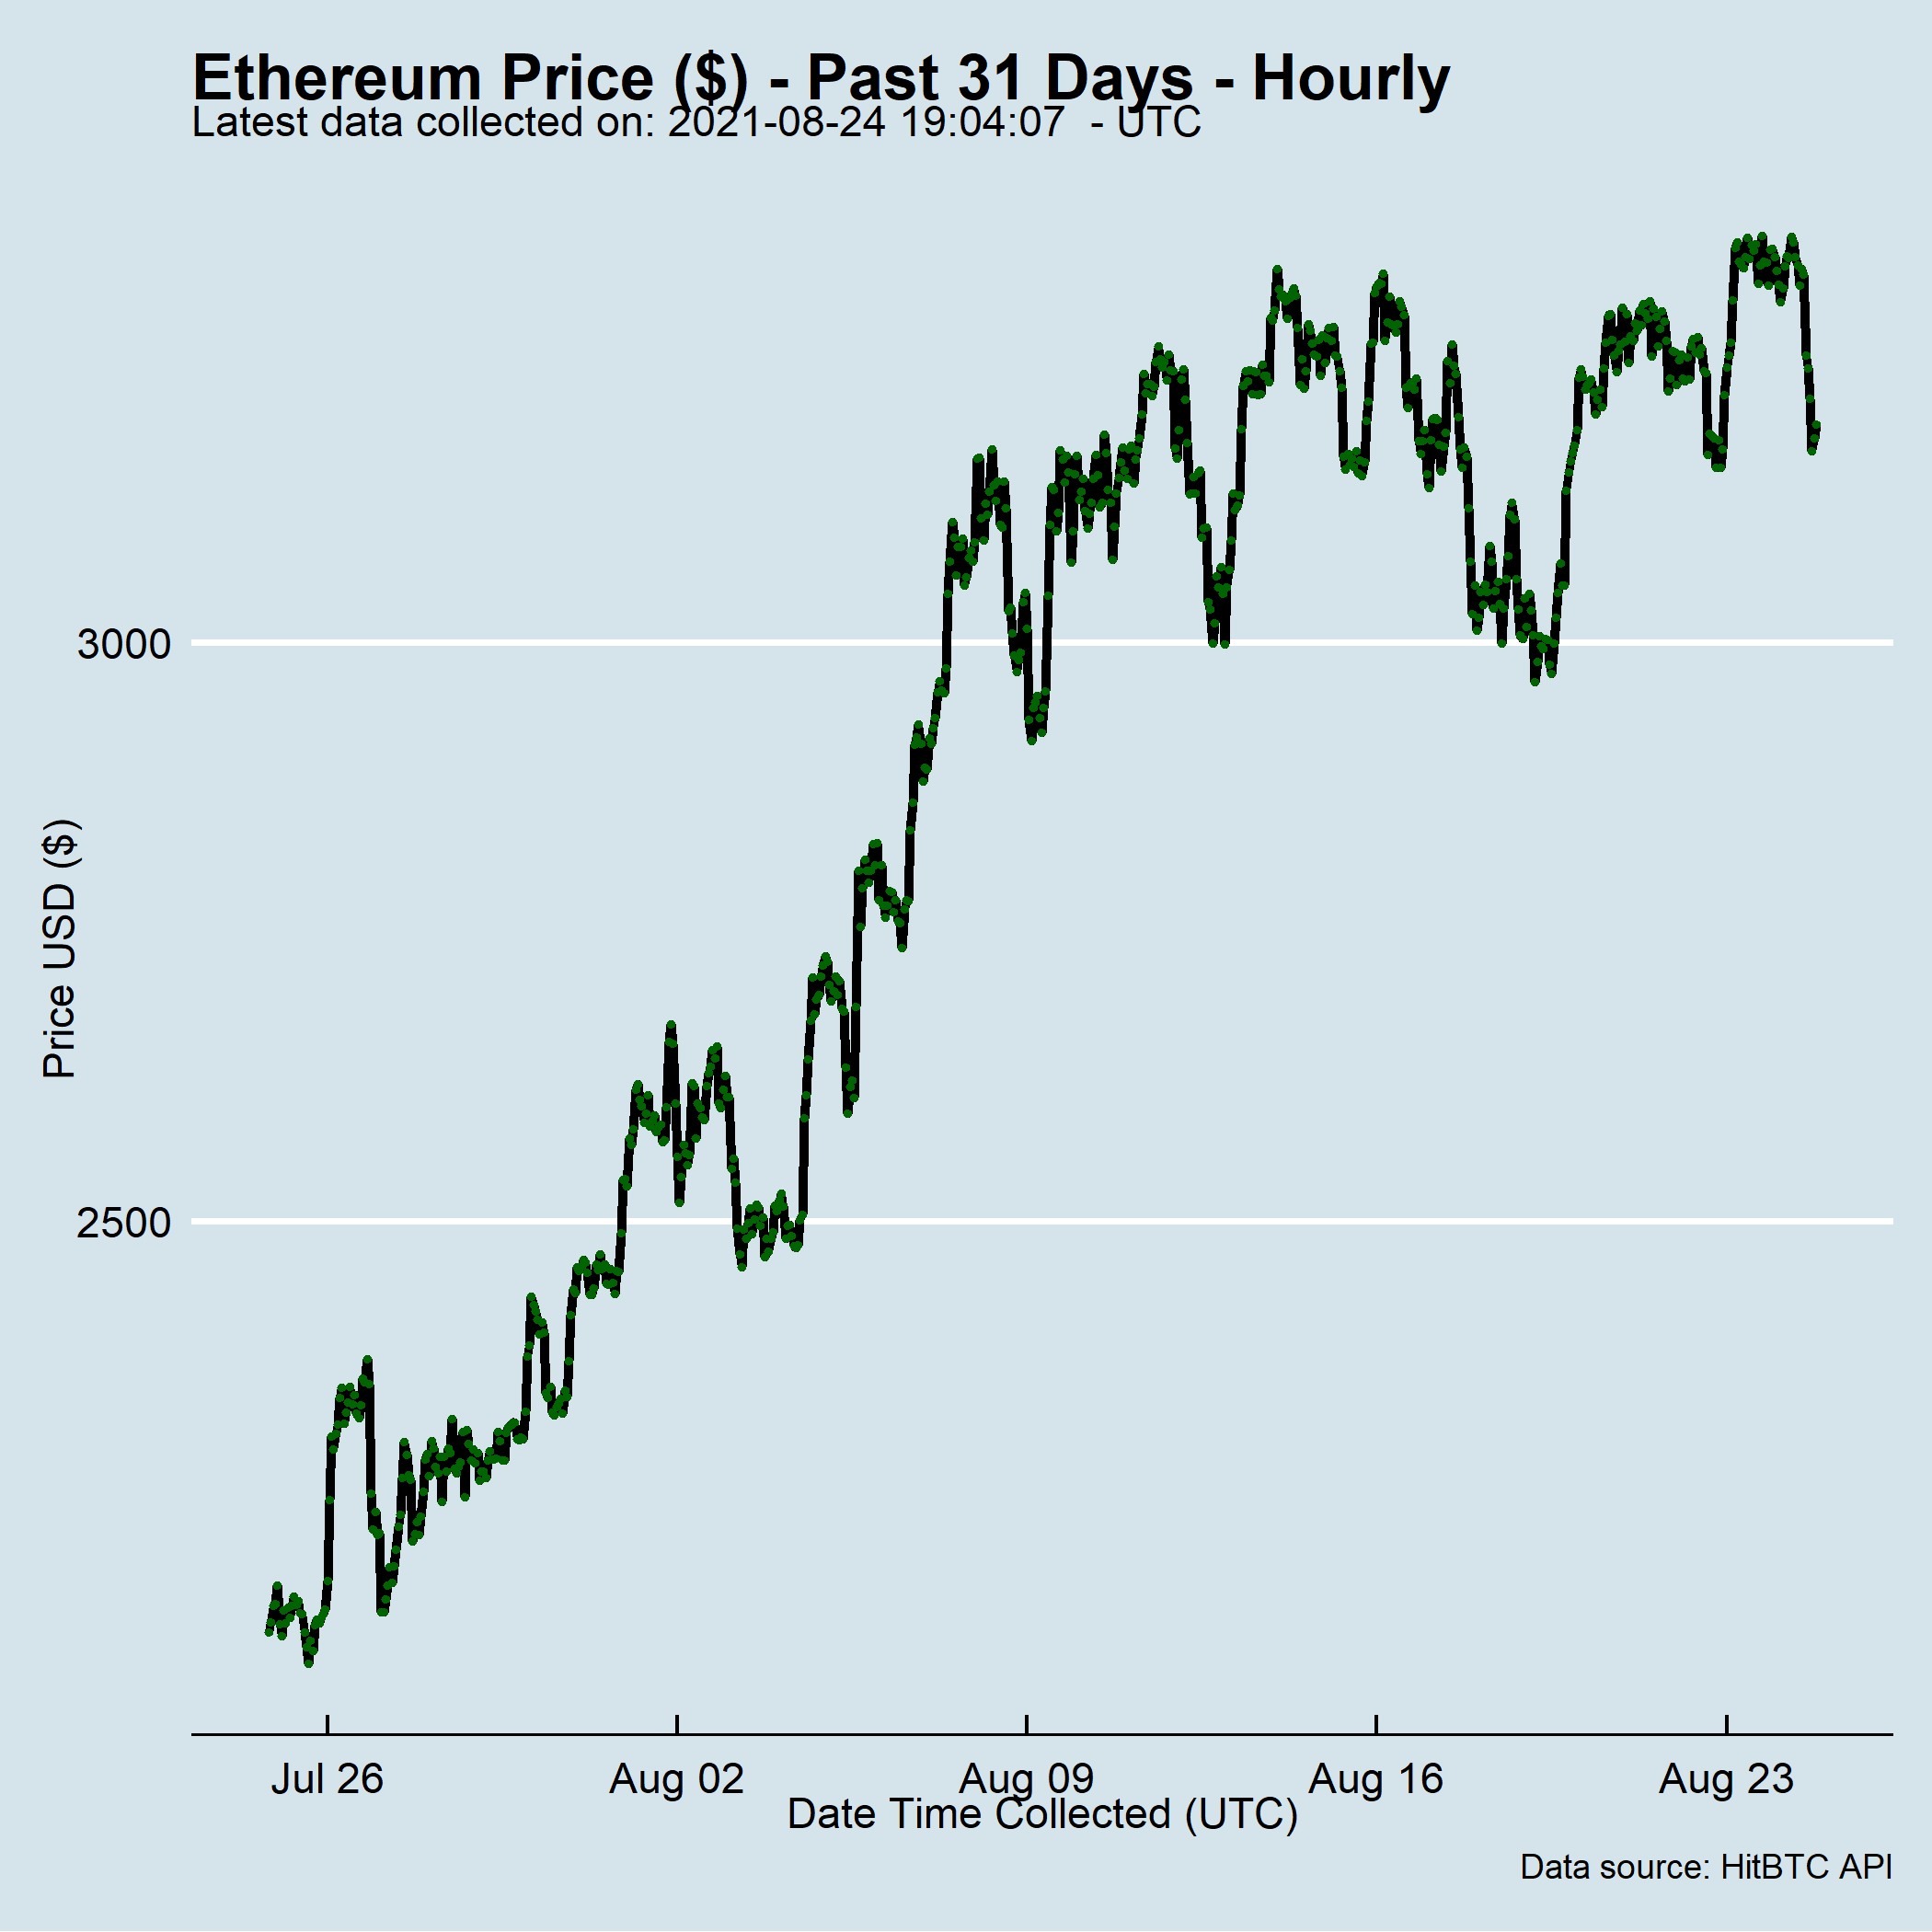 Ethereum Price ($) - Past 31 Days - Hourly
Latest data collected on: 2021-08-24 19:04:07  - UTC
3000
2500
Price USD ($)
Jul 26 Aug 02 Aug 09 Aug 16 Aug 23
Date Time Collected (UTC)
Data source: HitBTC API